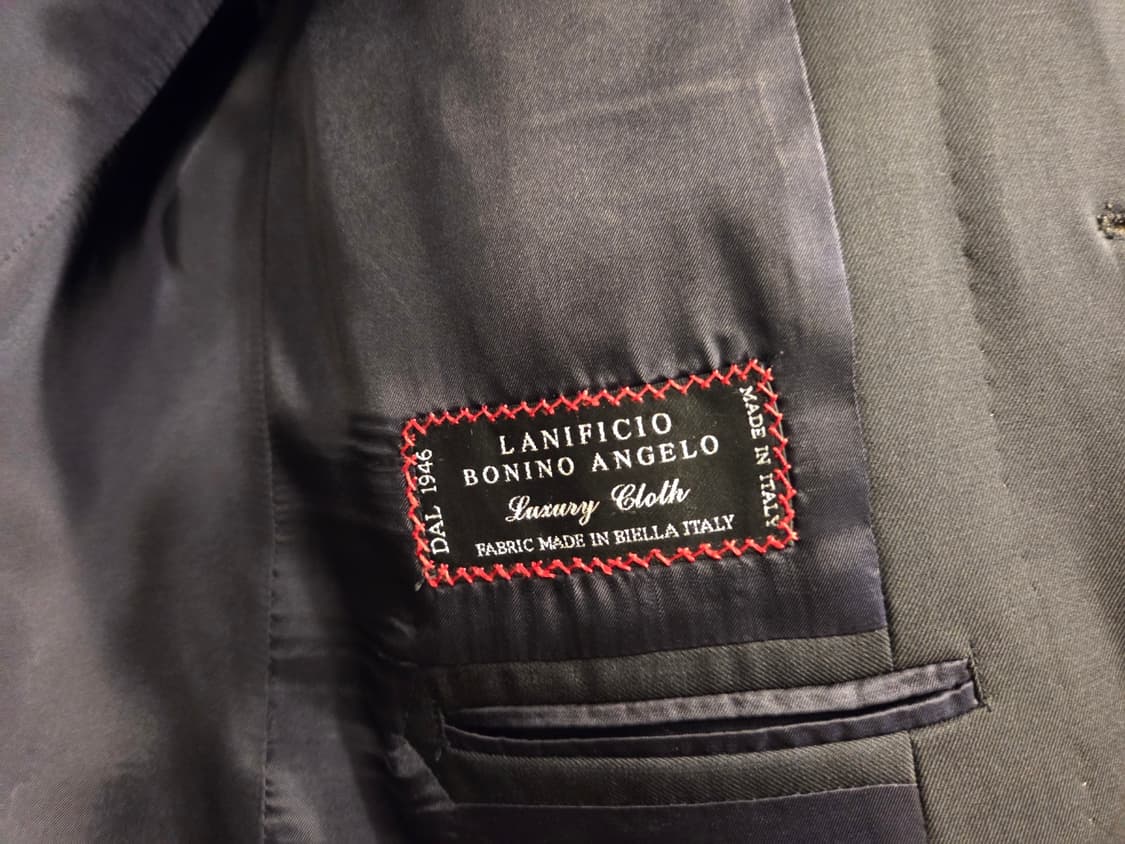 LANIFICIO
BONINO ANGELO
Luxury Cloth
FABRIC MADE IN BIELLA ITALY
DAL 1946
MADE IN ITALY